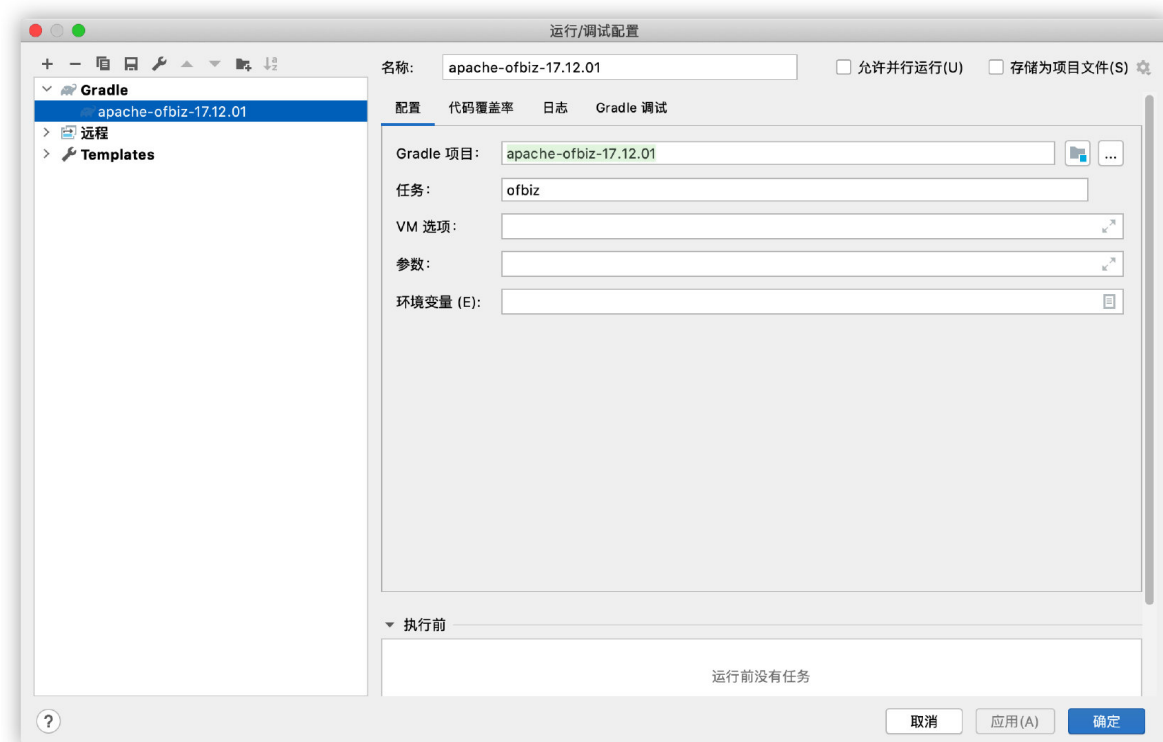 运行/调试配置
名称: apache-ofbiz-17.12.01 允许并行运行(U) 存储为项目文件(S)
Gradle
apache-ofbiz-17.12.01
远程
Templates
配置 代码覆盖率 日志 Gradle 调试
Gradle 项目: apache-ofbiz-17.12.01 ...
任务: ofbiz
VM 选项:
参数:
环境变量 (E):
执行前
运行前没有任务
? 取消 应用(A) 确定